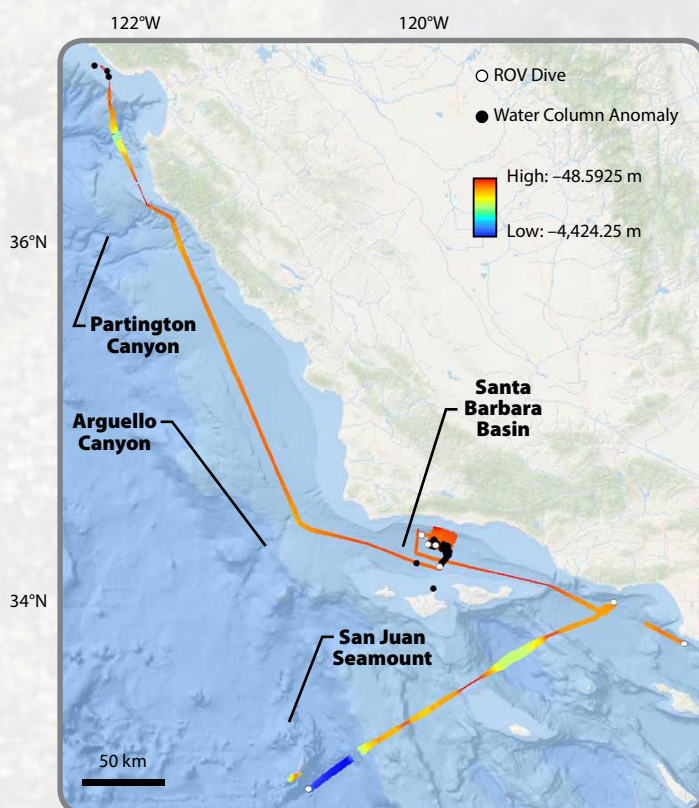 122°W
120°W
ROV Dive
Water Column Anomaly
High: –48.5925 m
Low: –4,424.25 m
36°N
Partington
Canyon
Santa
Barbara
Basin
Arguello
Canyon
34°N
San Juan
Seamount
50 km